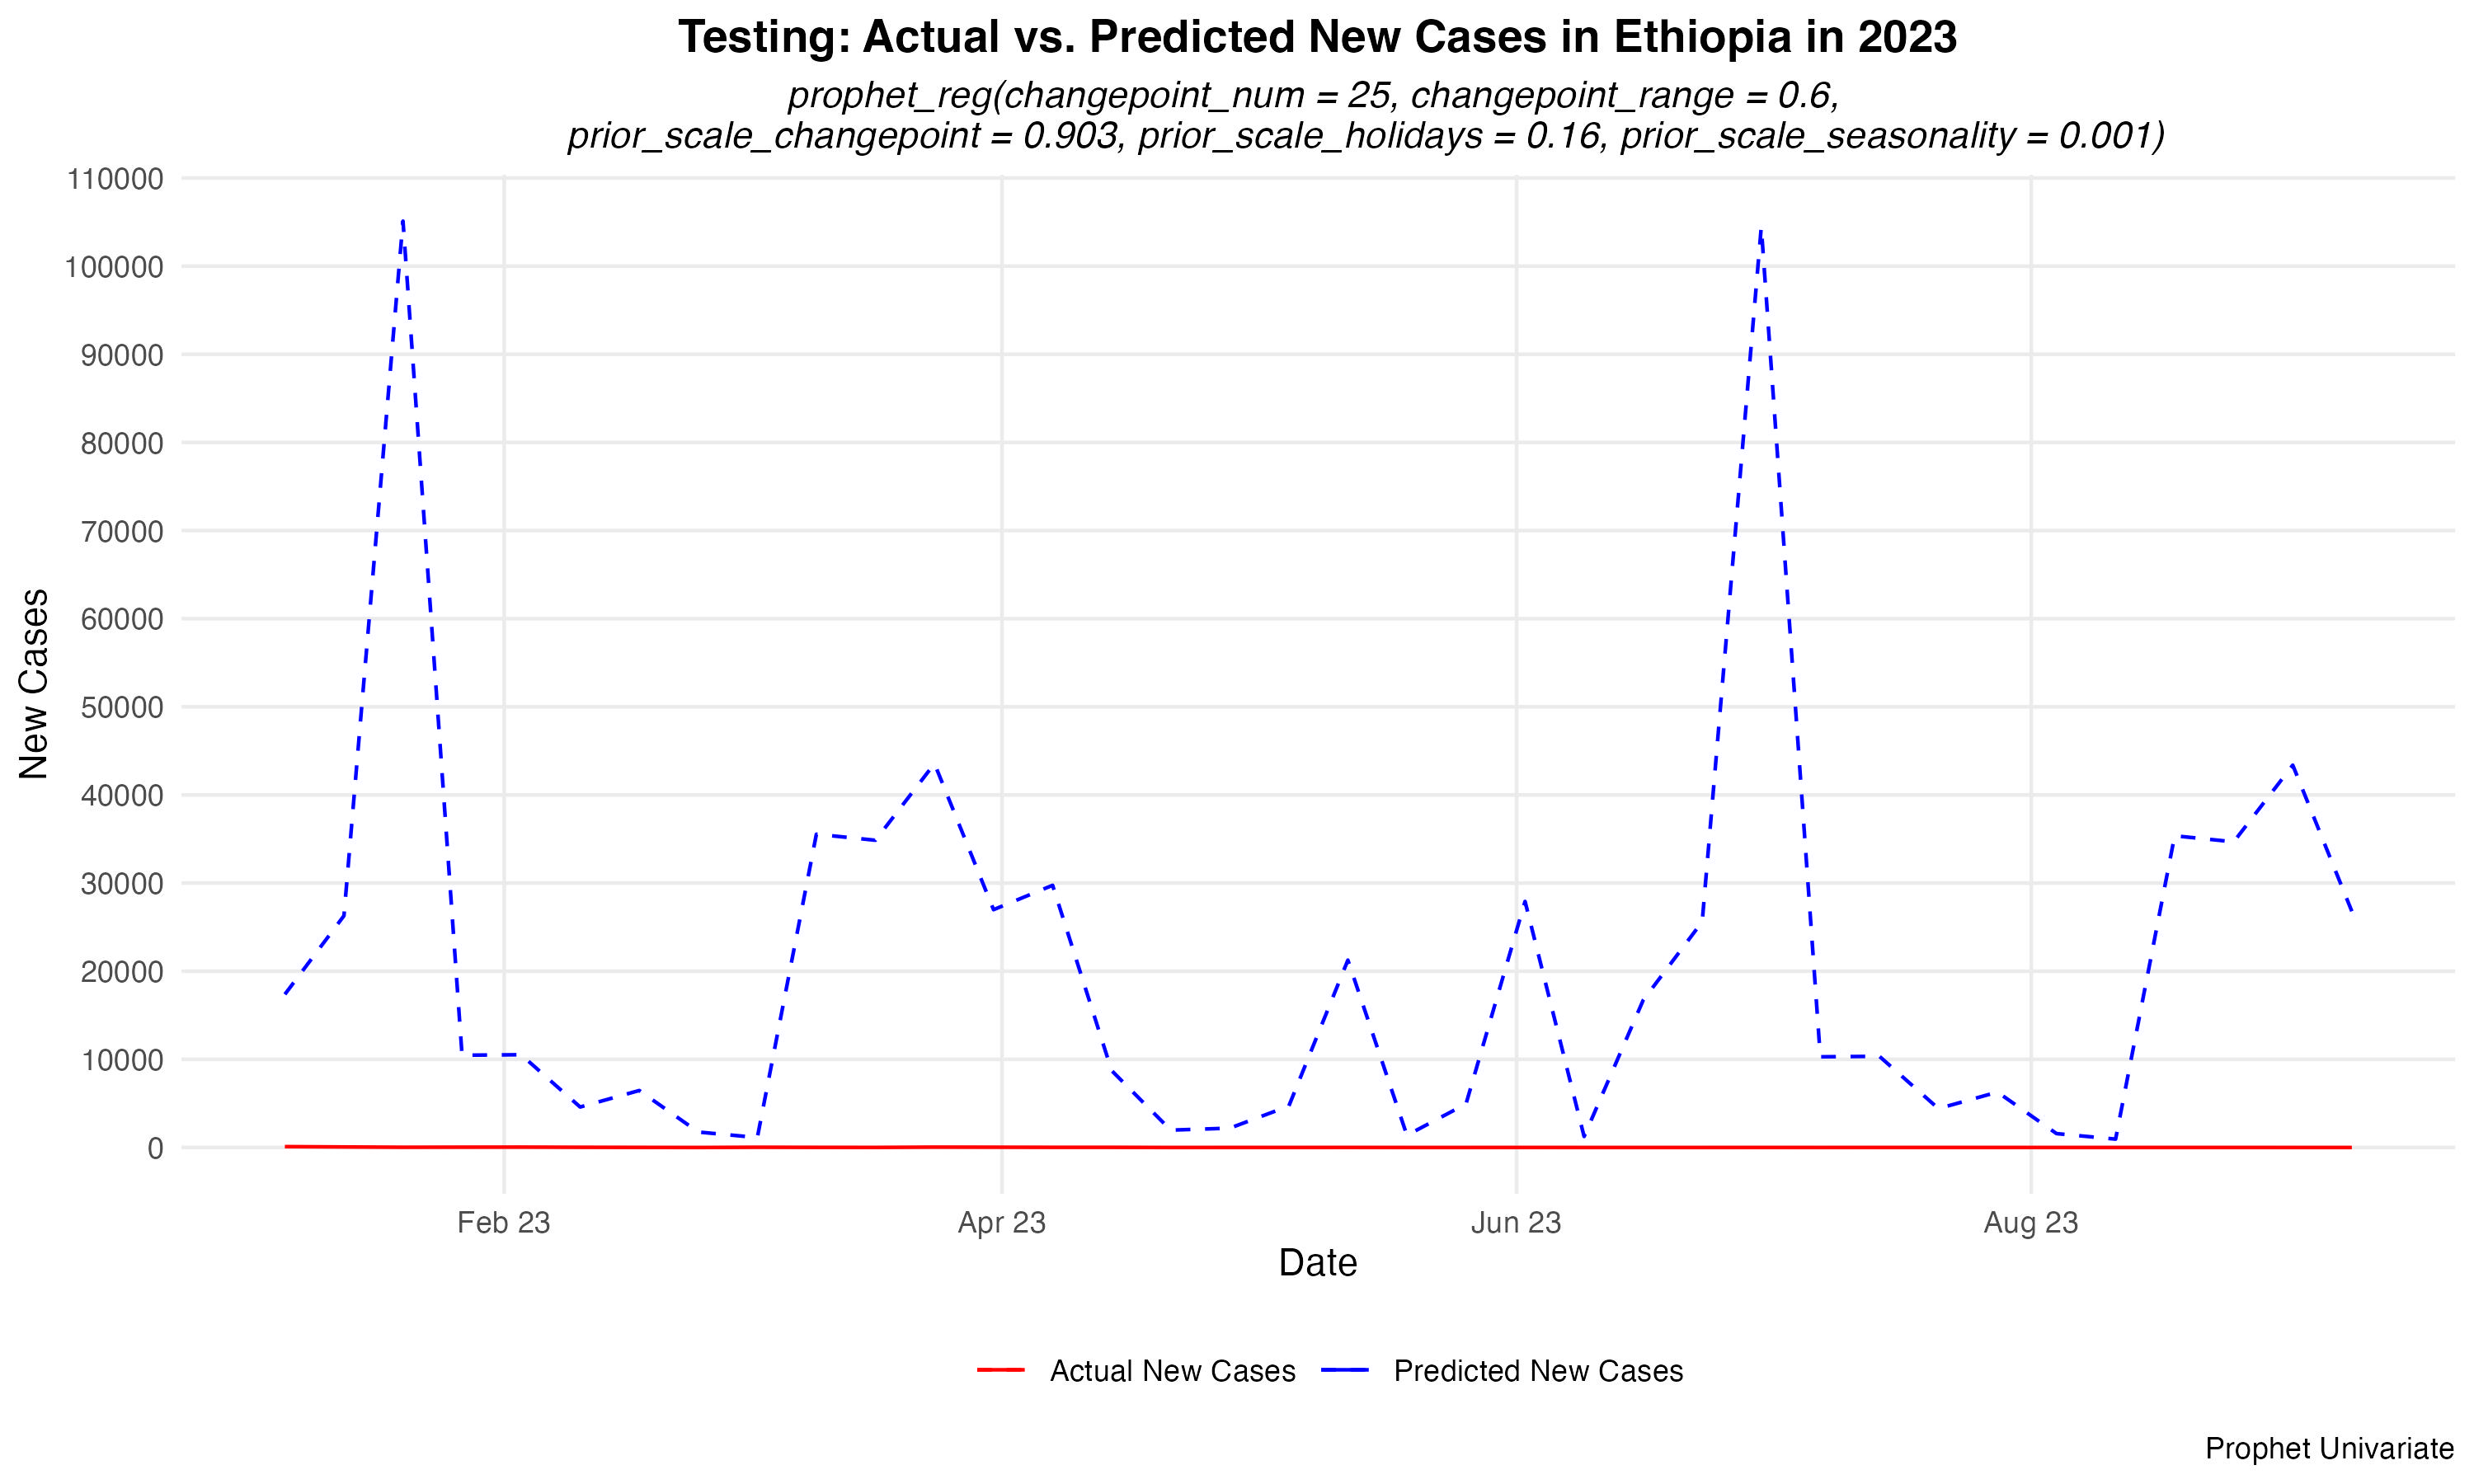 Testing: Actual vs. Predicted New Cases in Ethiopia in 2023
prophet_reg(changepoint_num = 25, changepoint_range = 0.6,
prior_scale_changepoint = 0.903, prior_scale_holidays = 0.16, prior_scale_seasonality = 0.001)
110000
100000
90000
80000
70000
60000
50000
40000
30000
20000
10000
0
New Cases
Feb 23
Apr 23
Jun 23
Aug 23
Date
Actual New Cases
Predicted New Cases
Prophet Univariate